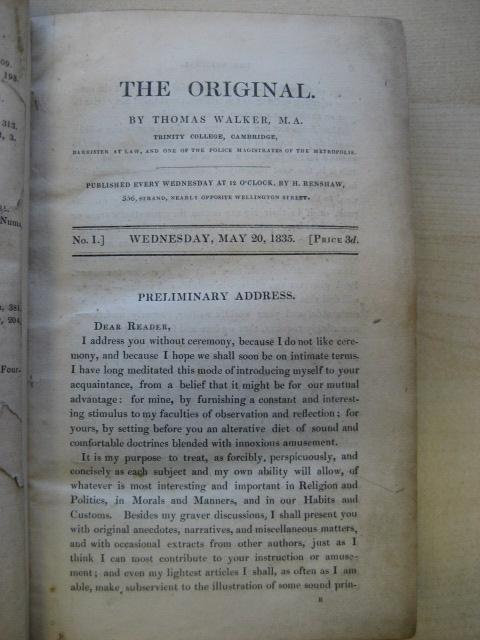 THE ORIGINAL.
BY THOMAS WALKER, M.A.
TRINITY COLLEGE, CAMBRIDGE,
BARRISTER AT LAW, AND ONE OF THE POLICE MAGISTRATES OF THE METROPOLIS.
PUBLISHED EVERY WEDNESDAY AT 12 O'CLOCK, BY H. RENSHAW,
356, STRAND, NEARLY OPPOSITE WELLINGTON STREET.
No. I.] WEDNESDAY, MAY 20, 1835. [PRICE 3d.
PRELIMINARY ADDRESS.
DEAR READER,
I address you without ceremony, because I do not like cere-
mony, and because I hope we shall soon be on intimate terms.
I have long meditated this mode of introducing myself to your
acquaintance, from a belief that it might be for our mutual
advantage: for mine, by furnishing a constant and interest-
ing stimulus to my faculties of observation and reflection; for
yours, by setting before you an alterative diet of sound and
comfortable doctrines blended with innoxious amusement.
It is my purpose to treat, as forcibly, perspicuously, and
concisely as each subject and my own ability will allow, of
whatever is most interesting and important in Religion and
Politics, in Morals and Manners, and in our Habits and
Customs. Besides my graver discussions, I shall present you
with original anecdotes, narratives, and miscellaneous matters,
and with occasional extracts from other authors, just as I
think I can most contribute to your instruction or amuse-
ment; and even my lightest articles I shall, as often as I am
able, make subservient to the illustration of some sound prin-
B
313.
3.
Nums
381
204
Four-